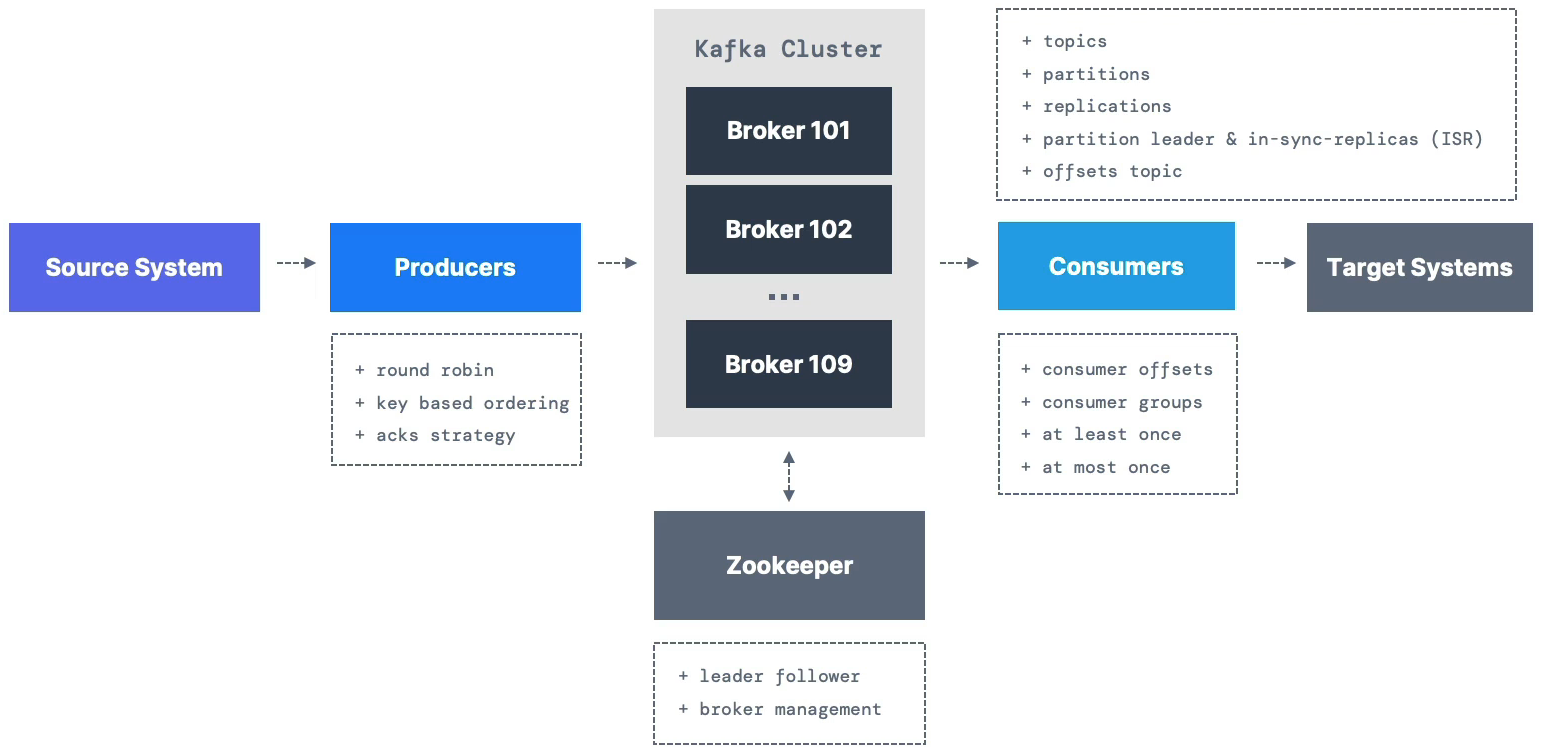 Kafka Cluster
Broker 101
Broker 102
...
Broker 109
+ topics
+ partitions
+ replications
+ partition leader & in-sync-replicas (ISR)
+ offsets topic
Source System
Producers
Consumers
Target Systems
+ round robin
+ key based ordering
+ acks strategy
+ consumer offsets
+ consumer groups
+ at least once
+ at most once
Zookeeper
+ leader follower
+ broker management